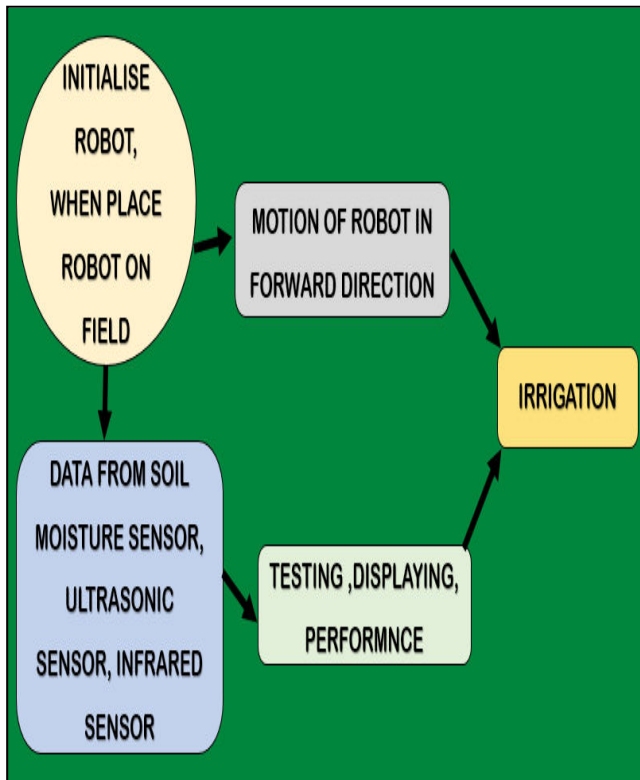 INITIALISE
ROBOT,
WHEN PLACE
ROBOT ON
FIELD
MOTION OF ROBOT IN
FORWARD DIRECTION
IRRIGATION
DATA FROM SOIL
MOISTURE SENSOR,
ULTRASONIC
SENSOR, INFRARED
SENSOR
TESTING ,DISPLAYING,
PERFORMNCE